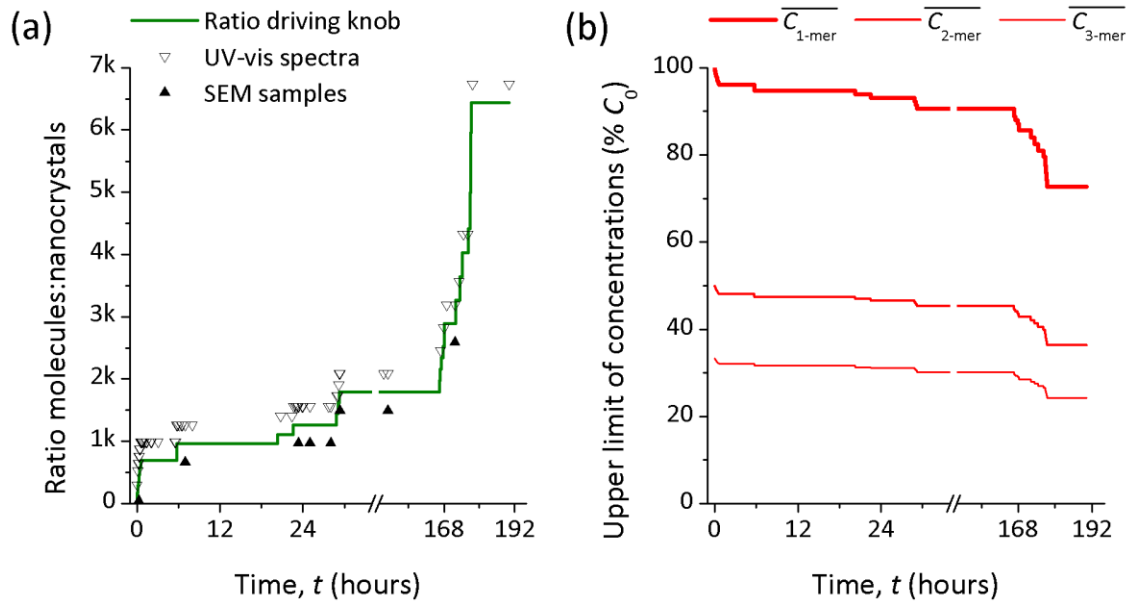 (a)
Ratio driving knob
UV-vis spectra
SEM samples
Ratio molecules:nanocrystals
7k
6k
5k
4k
3k
2k
1k
0
0 24 168 192
Time, t (hours)
(b)
C1-mer C2-mer C3-mer
Upper limit of concentrations (% C0)
100
80
60
40
20
0
0 12 24 168 192
Time, t (hours)